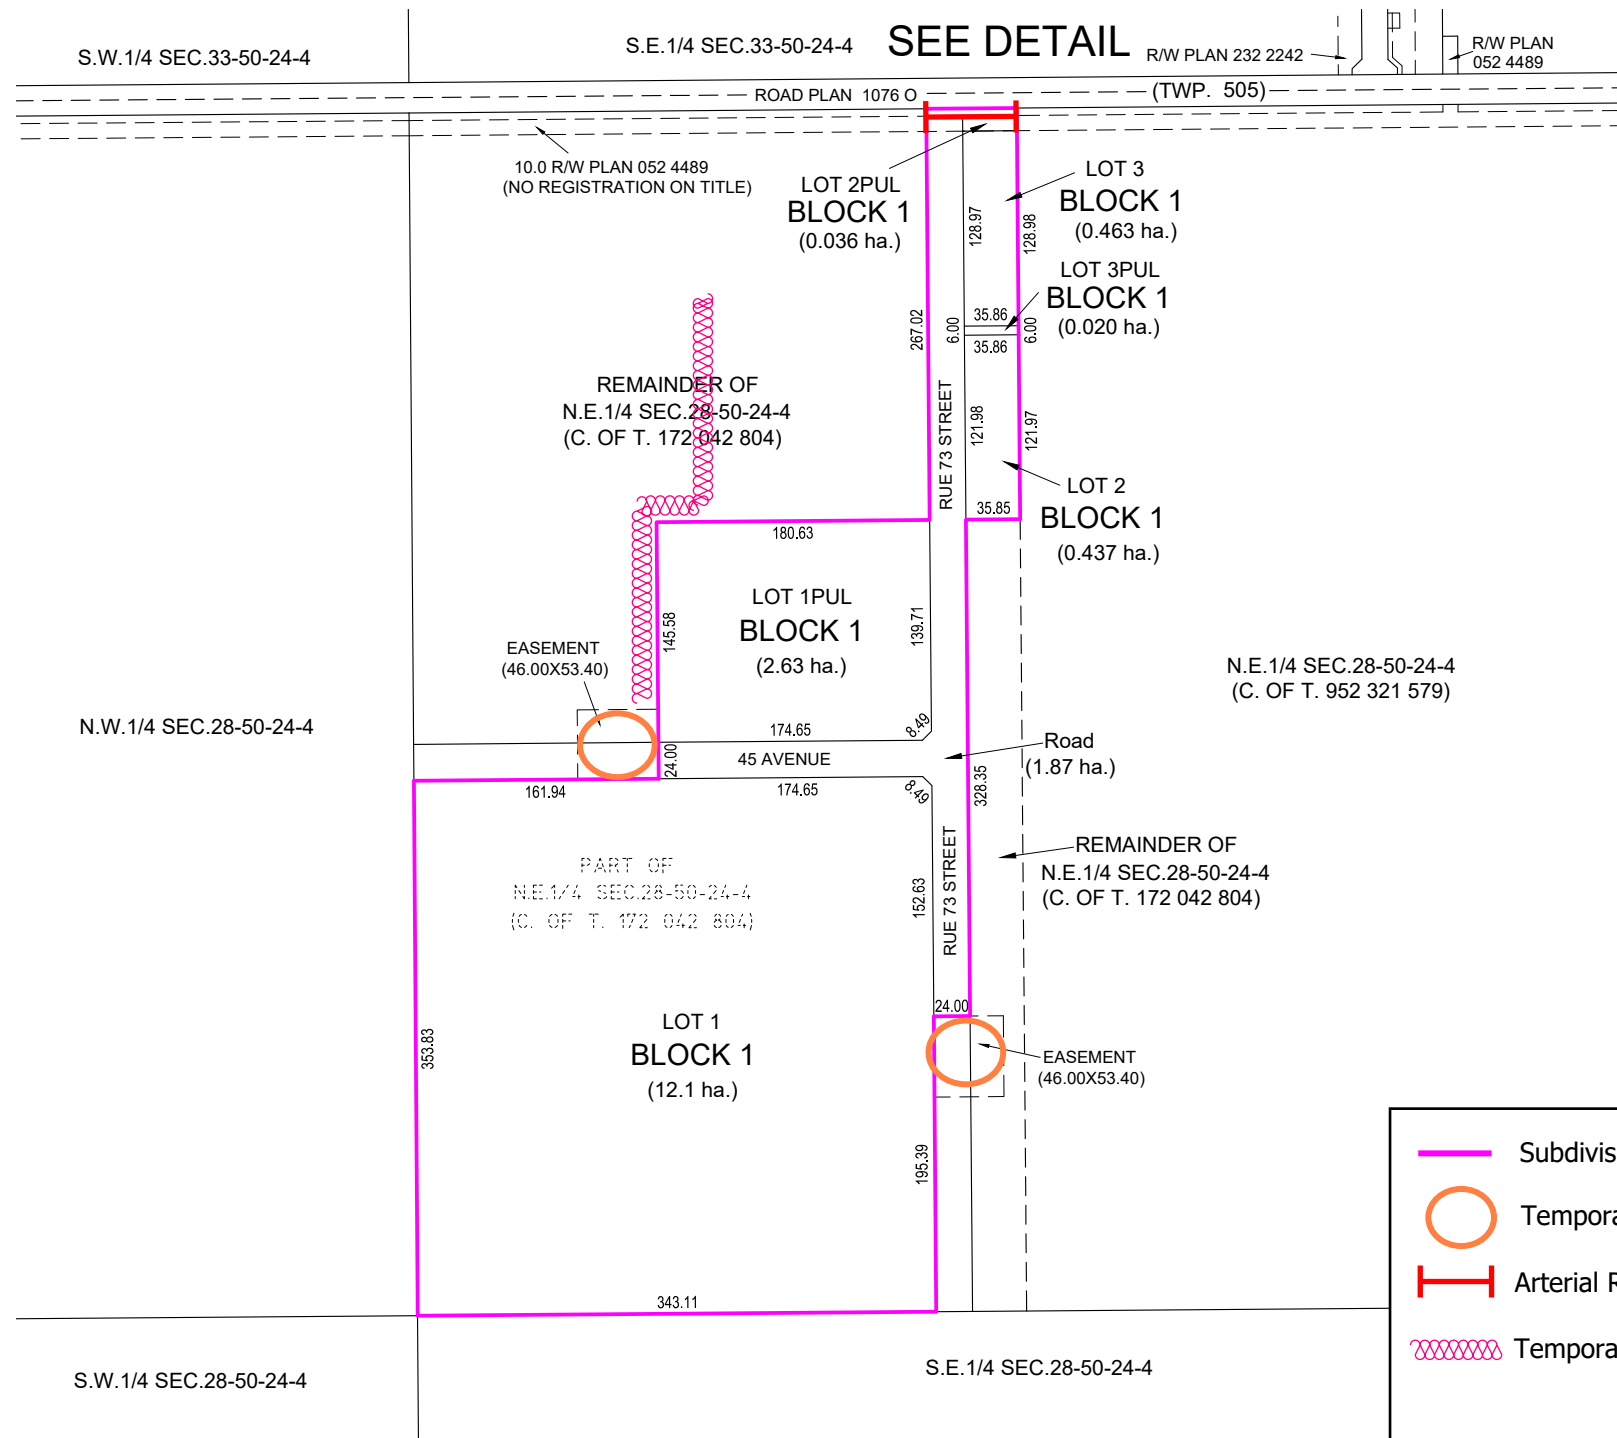 S.W.1/4 SEC.33-50-24-4
S.E.1/4 SEC.33-50-24-4
SEE DETAIL
R/W PLAN 232 2242
R/W PLAN
052 4489
ROAD PLAN 1076 O
(TWP. 505)
10.0 R/W PLAN 052 4489
(NO REGISTRATION ON TITLE)
LOT 2PUL
BLOCK 1
(0.036 ha.)
LOT 3
BLOCK 1
(0.463 ha.)
128.97
128.98
LOT 3PUL
BLOCK 1
(0.020 ha.)
267.02
6.00
35.86
35.86
6.00
REMAINDER OF
N.E.1/4 SEC.28-50-24-4
(C. OF T. 172 042 804)
RUE 73 STREET
121.98
121.97
LOT 2
BLOCK 1
(0.437 ha.)
35.85
180.63
LOT 1PUL
BLOCK 1
(2.63 ha.)
145.58
139.71
EASEMENT
(46.00X53.40)
N.W.1/4 SEC.28-50-24-4
N.E.1/4 SEC.28-50-24-4
(C. OF T. 952 321 579)
174.65
8.49
24.00
45 AVENUE
Road
(1.87 ha.)
161.94
174.65
8.49
328.35
PART OF
N.E.1/4 SEC.28-50-24-4
(C. OF T. 172 042 804)
152.63
RUE 73 STREET
REMAINDER OF
N.E.1/4 SEC.28-50-24-4
(C. OF T. 172 042 804)
24.00
LOT 1
BLOCK 1
(12.1 ha.)
353.83
EASEMENT
(46.00X53.40)
195.39
343.11
Subdivis
Tempora
Arterial R
Tempora
S.W.1/4 SEC.28-50-24-4
S.E.1/4 SEC.28-50-24-4